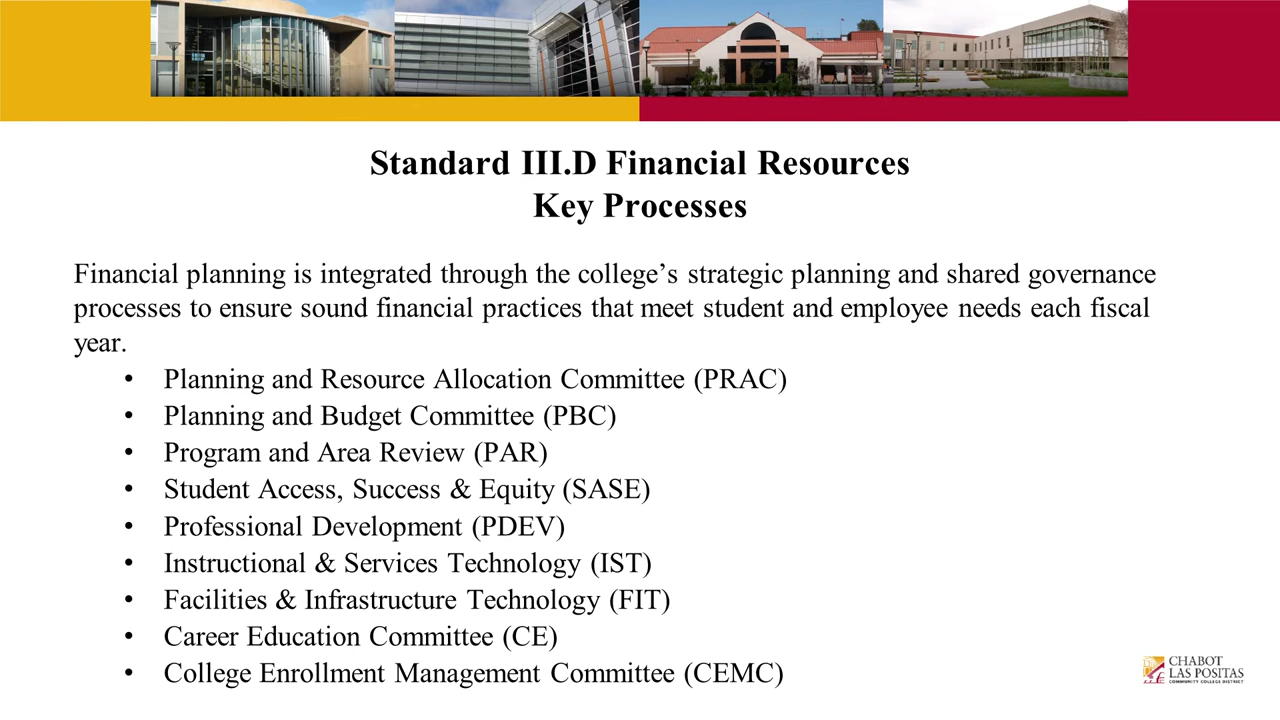 Standard III.D Financial Resources
Key Processes
Financial planning is integrated through the college’s strategic planning and shared governance
processes to ensure sound financial practices that meet student and employee needs each fiscal
year.
• Planning and Resource Allocation Committee (PRAC)
• Planning and Budget Committee (PBC)
• Program and Area Review (PAR)
• Student Access, Success & Equity (SASE)
• Professional Development (PDEV)
• Instructional & Services Technology (IST)
• Facilities & Infrastructure Technology (FIT)
• Career Education Committee (CE)
• College Enrollment Management Committee (CEMC)
CHABOT
LAS POSITAS
COMMUNITY COLLEGE DISTRICT